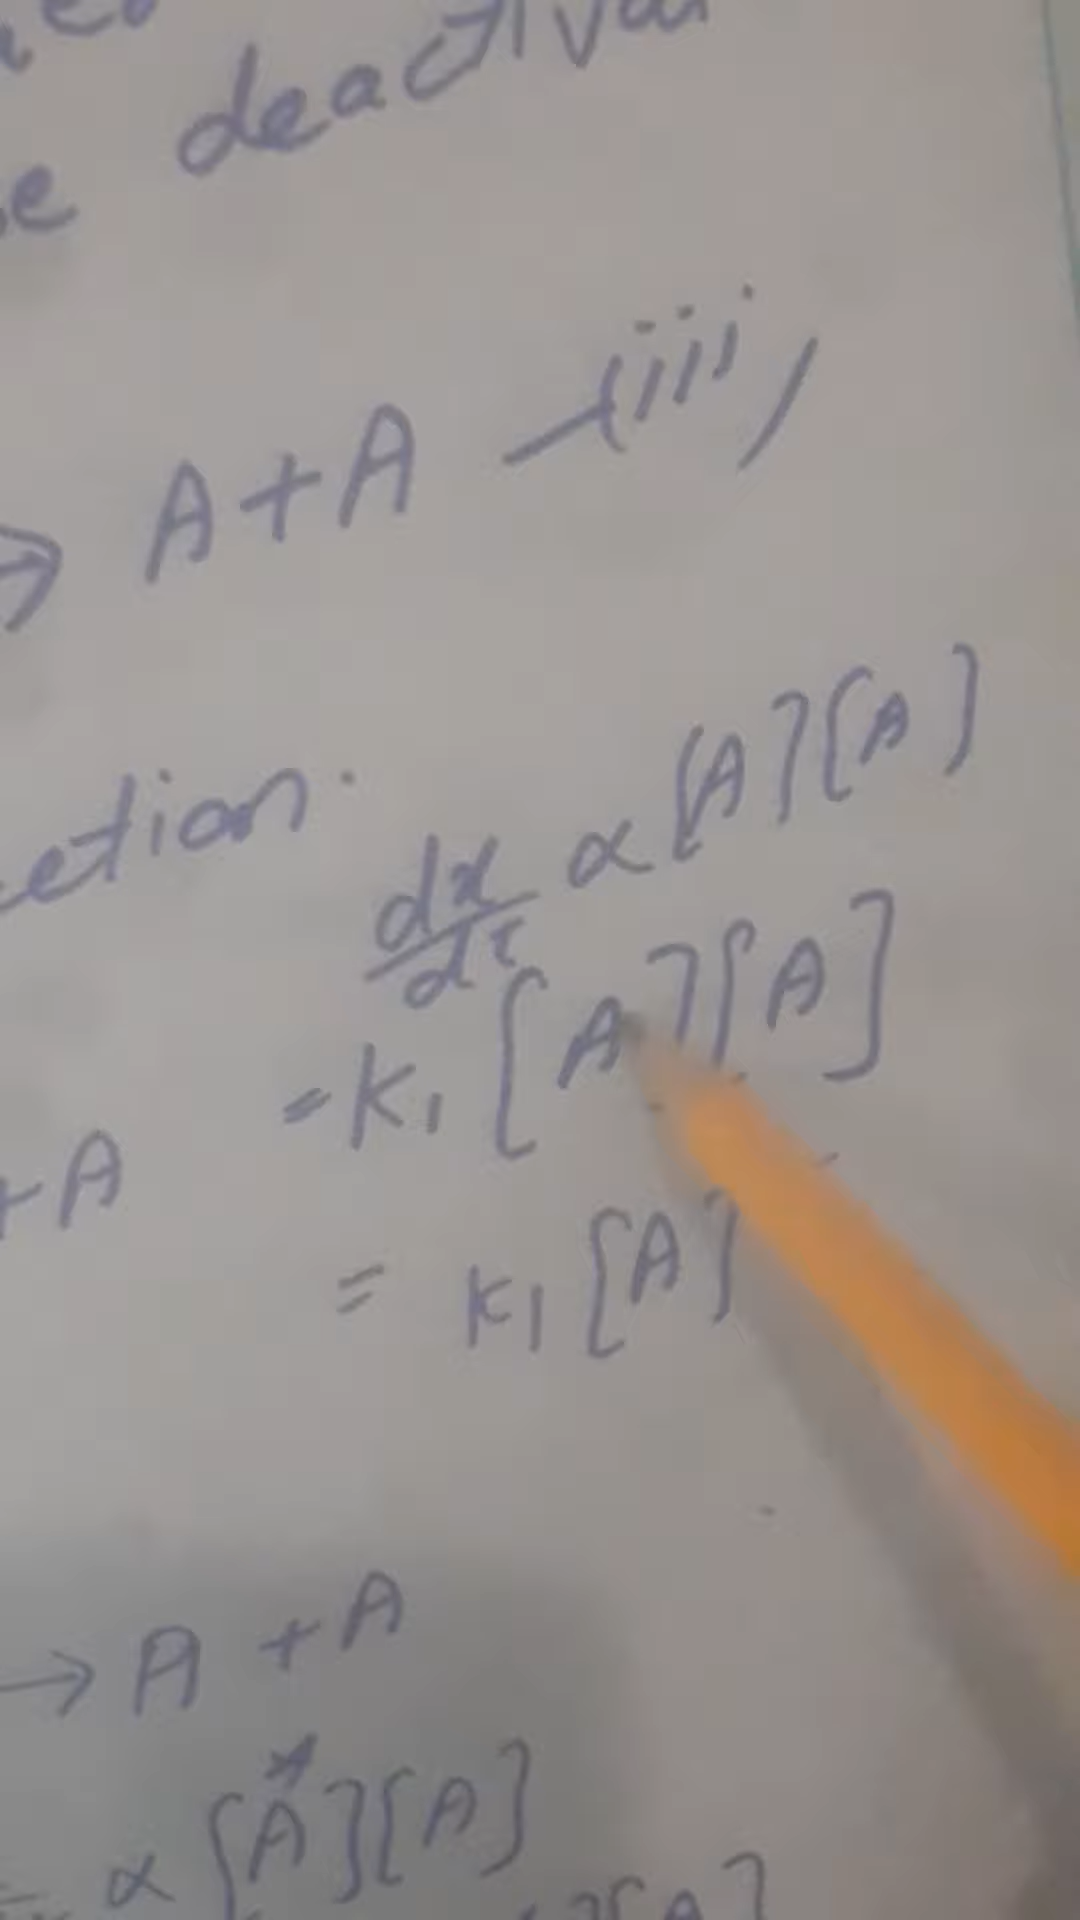 deactiva
e
→ A+A —(iii)
ction.
dx/dt α [A][A]
= K₁ [A][A]
+A
= K₁ [A]
→ A + A
α [A*][A]
][A]